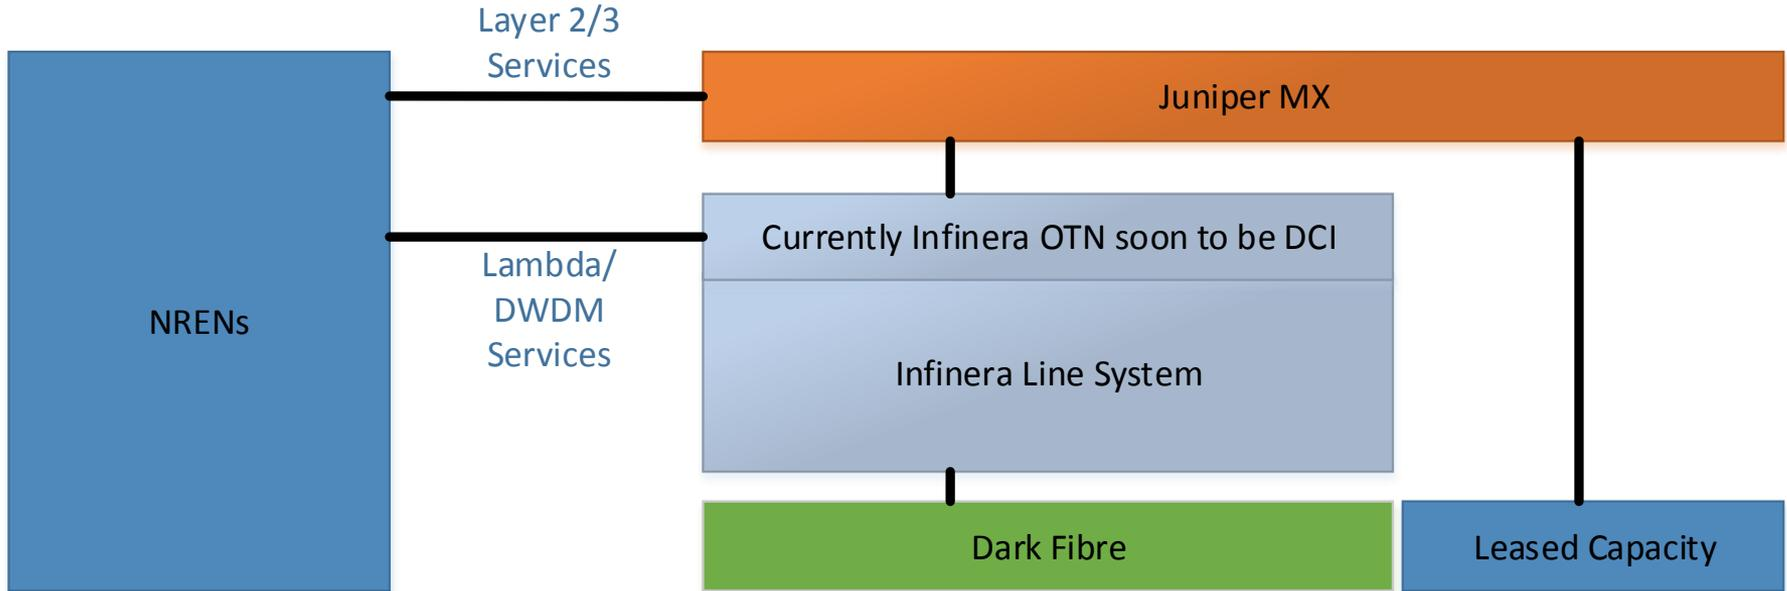 Layer 2/3
Services
Juniper MX
Currently Infinera OTN soon to be DCI
Lambda/
DWDM
Services
NRENs
Infinera Line System
Dark Fibre
Leased Capacity